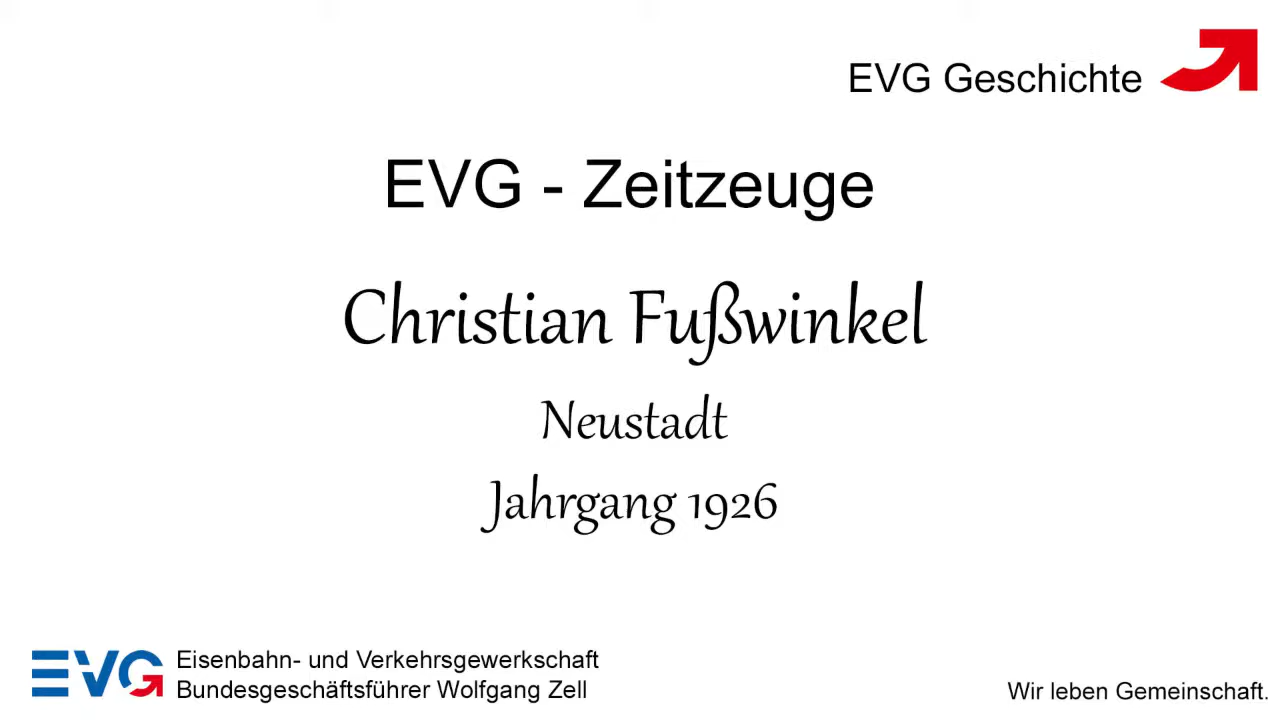 EVG Geschichte
EVG - Zeitzeuge
Christian Fußwinkel
Neustadt
Jahrgang 1926
EVG Eisenbahn- und Verkehrsgewerkschaft
Bundesgeschäftsführer Wolfgang Zell
Wir leben Gemeinschaft.